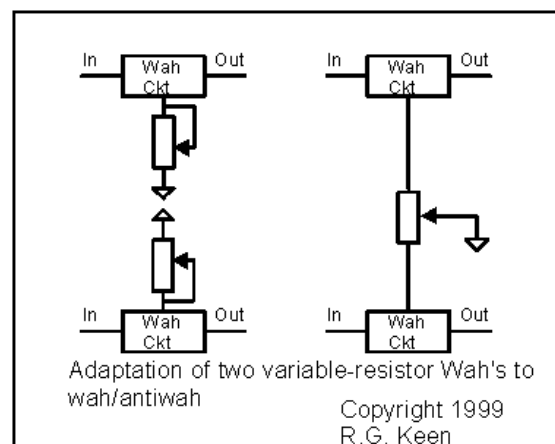 In Wah Out In Wah Out
Ckt Ckt
In Wah Out In Wah Out
Ckt Ckt
Adaptation of two variable-resistor Wah's to
wah/antiwah
Copyright 1999
R.G. Keen